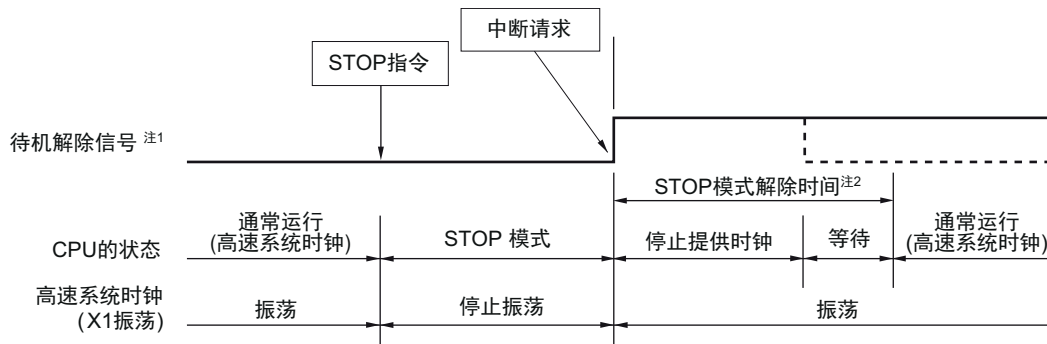 中断请求
STOP指令
待机解除信号 注1
STOP模式解除时间注2
通常运行
(高速系统时钟)
STOP 模式
停止提供时钟
等待
通常运行
(高速系统时钟)
CPU的状态
高速系统时钟
(X1振荡)
振荡
停止振荡
振荡